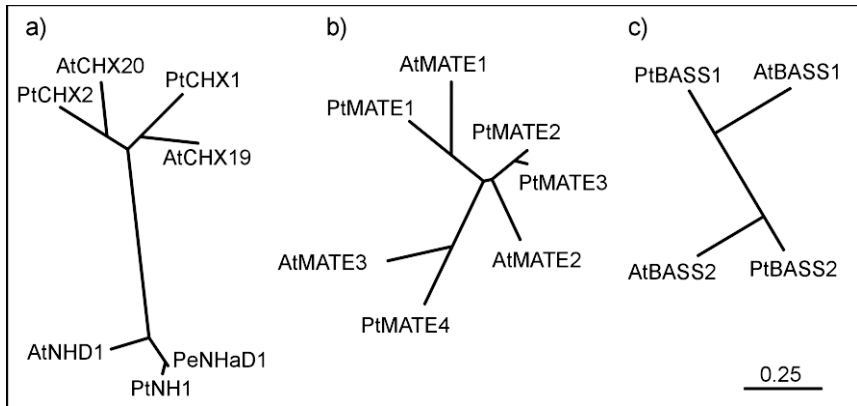 a)
AtCHX20
PtCHX1
PtCHX2
AtCHX19
AtNHD1
PeNHaD1
PtNH1
b)
AtMATE1
PtMATE1
PtMATE2
PtMATE3
AtMATE3
AtMATE2
PtMATE4
c)
PtBASS1
AtBASS1
AtBASS2
PtBASS2
0.25